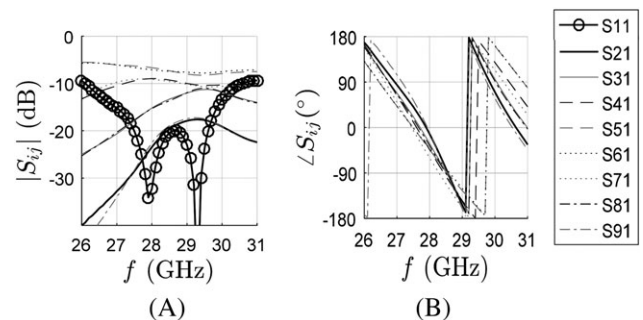 |S_ij| (dB)
0
-10
-20
-30
26 27 28 29 30 31
f (GHz)
(A)
∠S_ij(°)
180
90
0
-90
-180
26 27 28 29 30 31
f (GHz)
(B)
S11
S21
S31
S41
S51
S61
S71
S81
S91